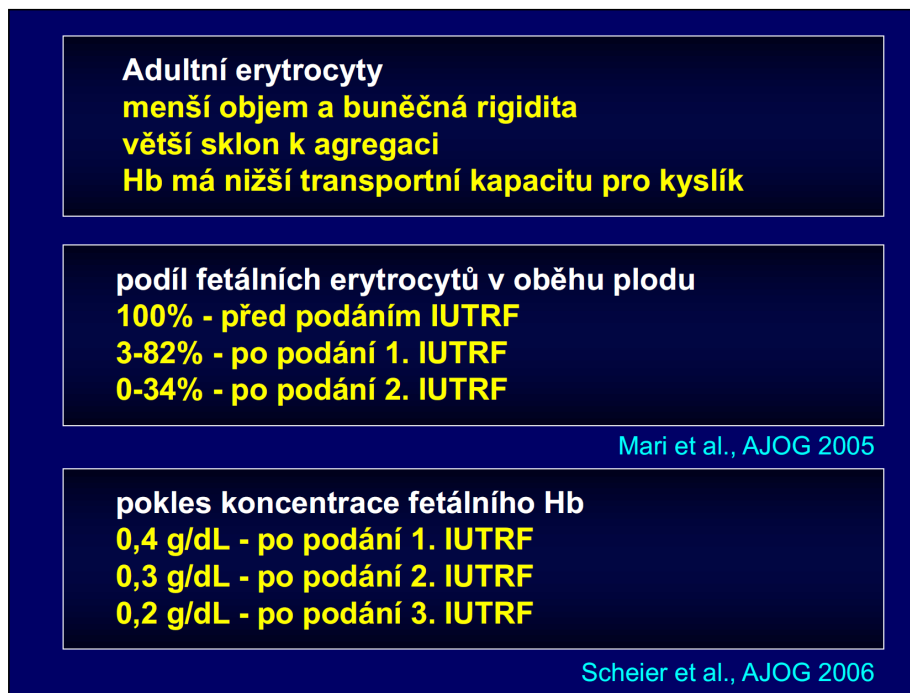 Adultní erytrocyty
menší objem a buněčná rigidita
větší sklon k agregaci
Hb má nižší transportní kapacitu pro kyslík
podíl fetálních erytrocytů v oběhu plodu
100% - před podáním IUTRF
3-82% - po podání 1. IUTRF
0-34% - po podání 2. IUTRF
Mari et al., AJOG 2005
pokles koncentrace fetálního Hb
0,4 g/dL - po podání 1. IUTRF
0,3 g/dL - po podání 2. IUTRF
0,2 g/dL - po podání 3. IUTRF
Scheier et al., AJOG 2006